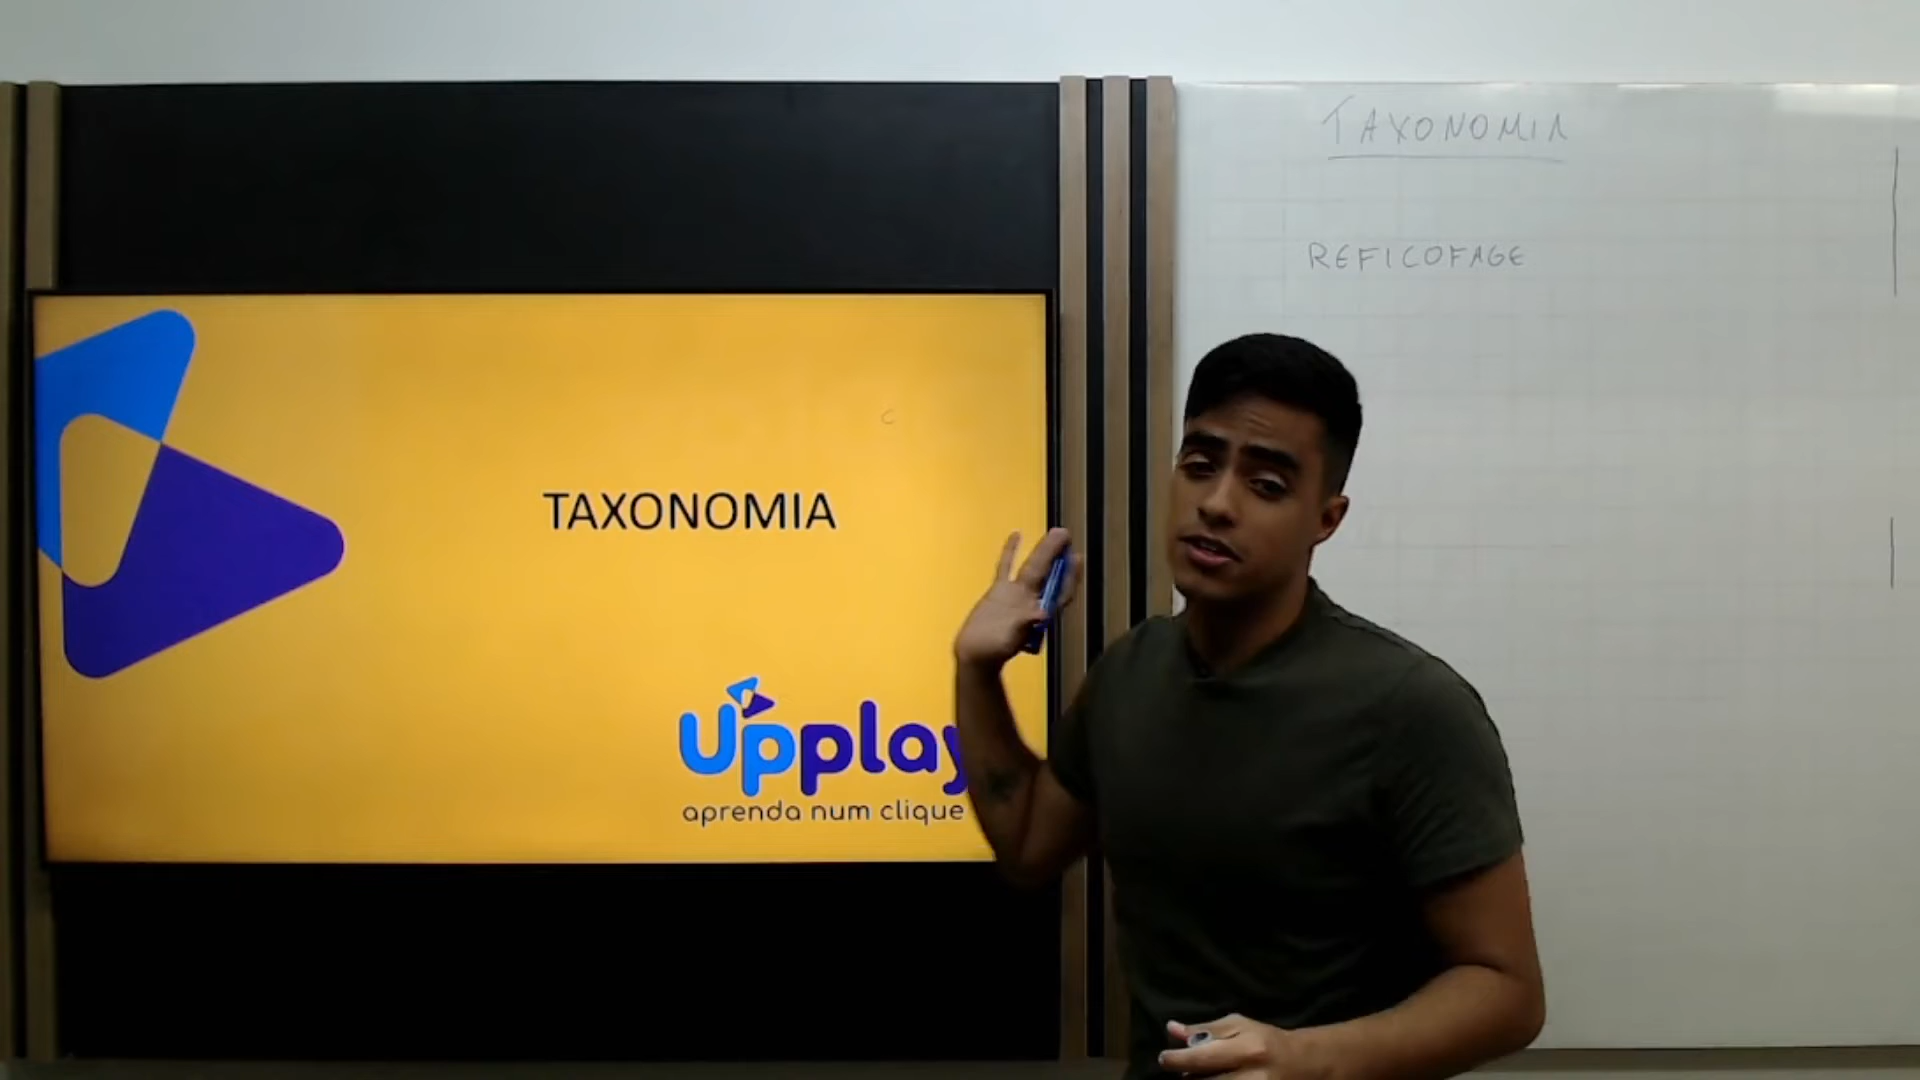 TAXONOMIA
REFICOFAGE
TAXONOMIA
Upplay
aprenda num clique